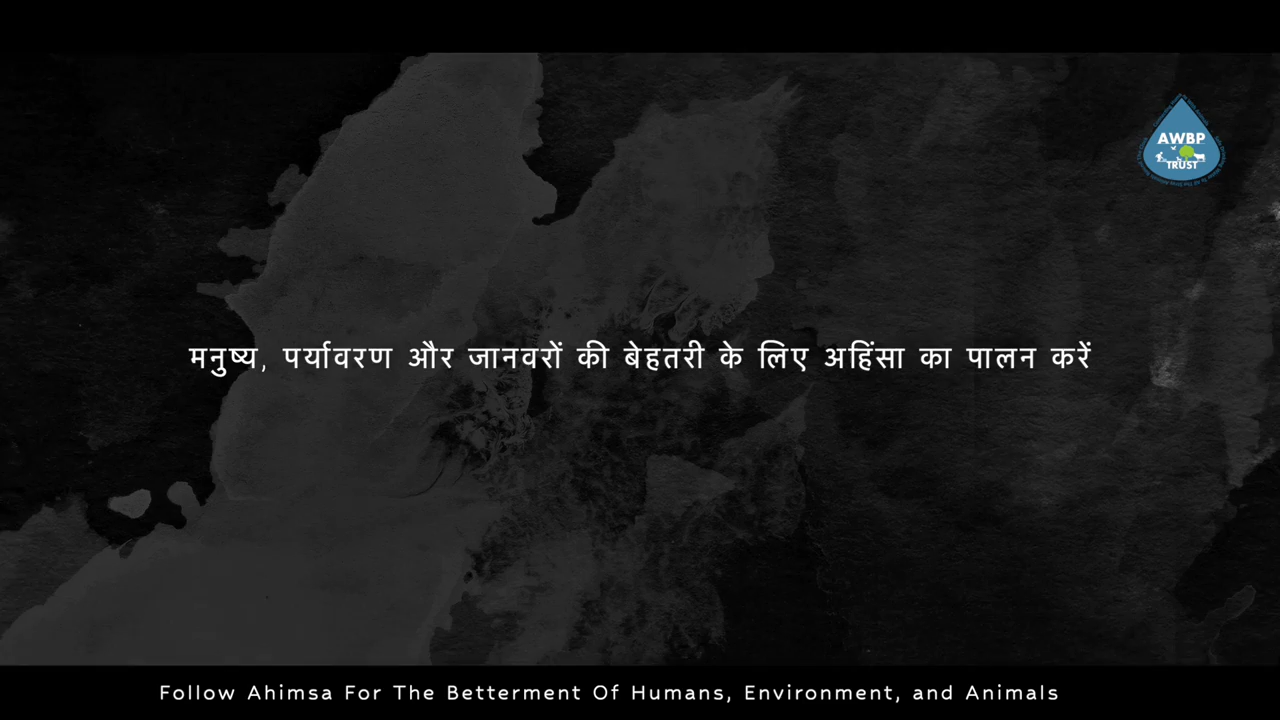 AWBP
TRUST
मनुष्य, पर्यावरण और जानवरों की बेहतरी के लिए अहिंसा का पालन करें
Follow Ahimsa For The Betterment Of Humans, Environment, and Animals